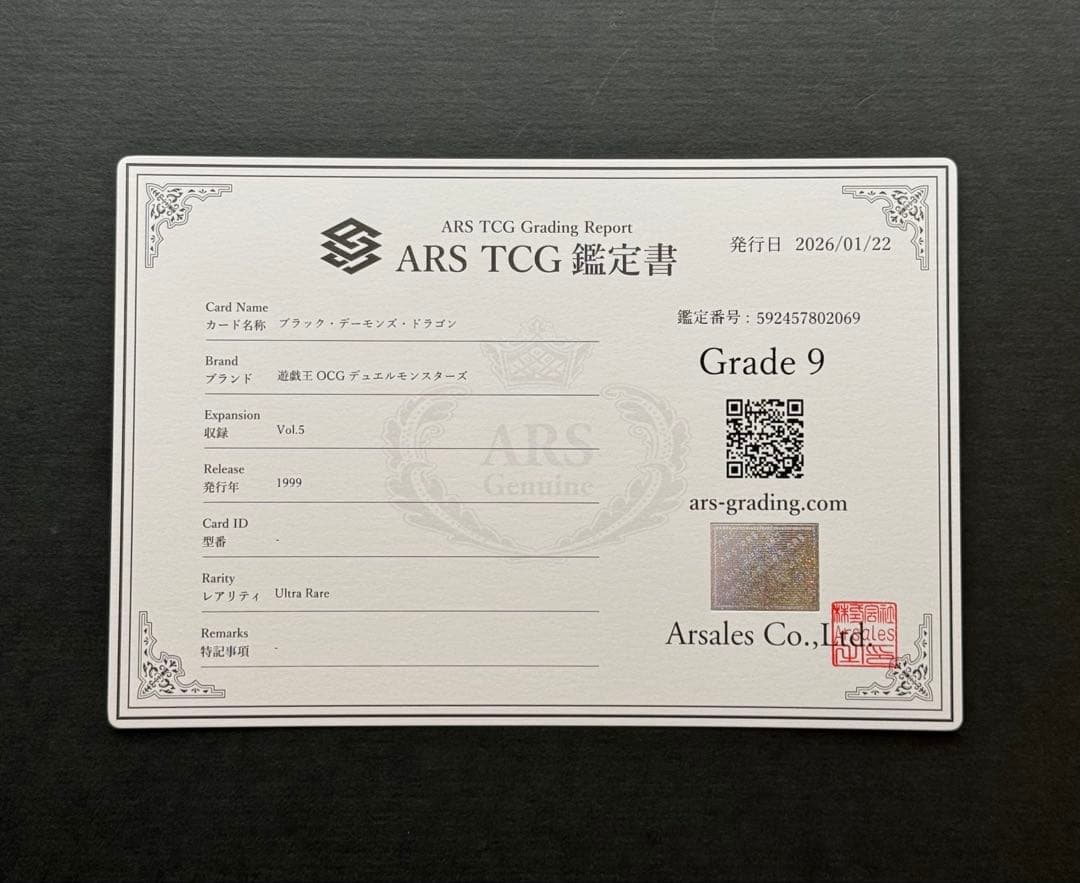 ARS TCG Grading Report
ARS TCG 鑑定書
発行日 2026/01/22
Card Name
カード名称 ブラック・デーモンズ・ドラゴン
Brand
ブランド 遊戯王 OCG デュエルモンスターズ
Expansion
収録 Vol.5
Release
発行年 1999
Card ID
型番 -
Rarity
レアリティ Ultra Rare
Remarks
特記事項 -
ARS
Genuine
鑑定番号：592457802069
Grade 9
ars-grading.com
Arsales Co.,Ltd.
株式会社
Arsales